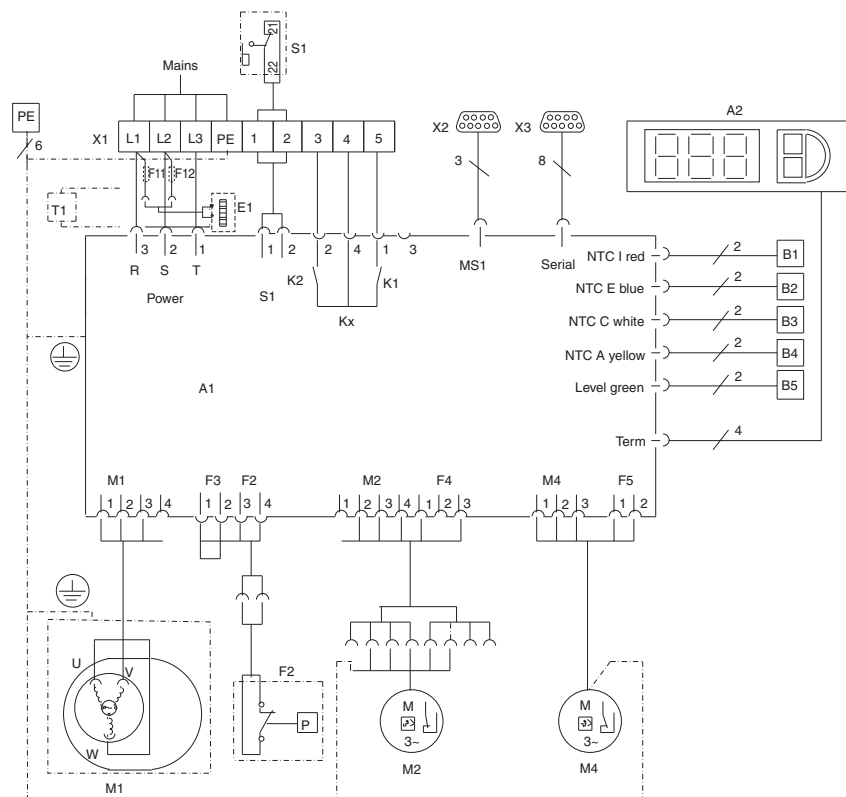 21
22
S1
Mains
PE
6
X1 L1 L2 L3 PE 1 2 3 4 5
X2
X3
3
8
A2
F11 F12
T1
E1
3 2 1
R S T
Power
1 2
S1
2 4 1 3
K2 K1
Kx
MS1
Serial
NTC I red 2 B1
NTC E blue 2 B2
NTC C white 2 B3
NTC A yellow 2 B4
Level green 2 B5
A1
Term 4
M1 F3 F2 M2 F4 M4 F5
1 2 3 4 1 2 3 4 1 2 3 4 1 2 3 1 2 3 1 2
U V
W
M1
F2
P
M
3~
M2
M
3~
M4